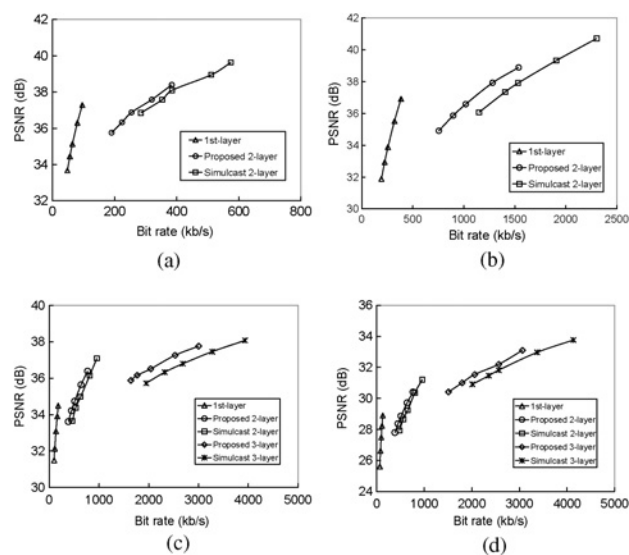 42
40
38
36
34
32
PSNR (dB)
1st-layer
Proposed 2-layer
Simulcast 2-layer
0 200 400 600 800
Bit rate (kb/s)
(a)
42
40
38
36
34
32
30
PSNR (dB)
1st-layer
Proposed 2-layer
Simulcast 2-layer
0 500 1000 1500 2000 2500
Bit rate (kb/s)
(b)
40
38
36
34
32
30
PSNR (dB)
1st-layer
Proposed 2-layer
Simulcast 2-layer
Proposed 3-layer
Simulcast 3-layer
0 1000 2000 3000 4000 5000
Bit rate (kb/s)
(c)
36
34
32
30
28
26
24
PSNR (dB)
1st-layer
Proposed 2-layer
Simulcast 2-layer
Proposed 3-layer
Simulcast 3-layer
0 1000 2000 3000 4000 5000
Bit rate (kb/s)
(d)